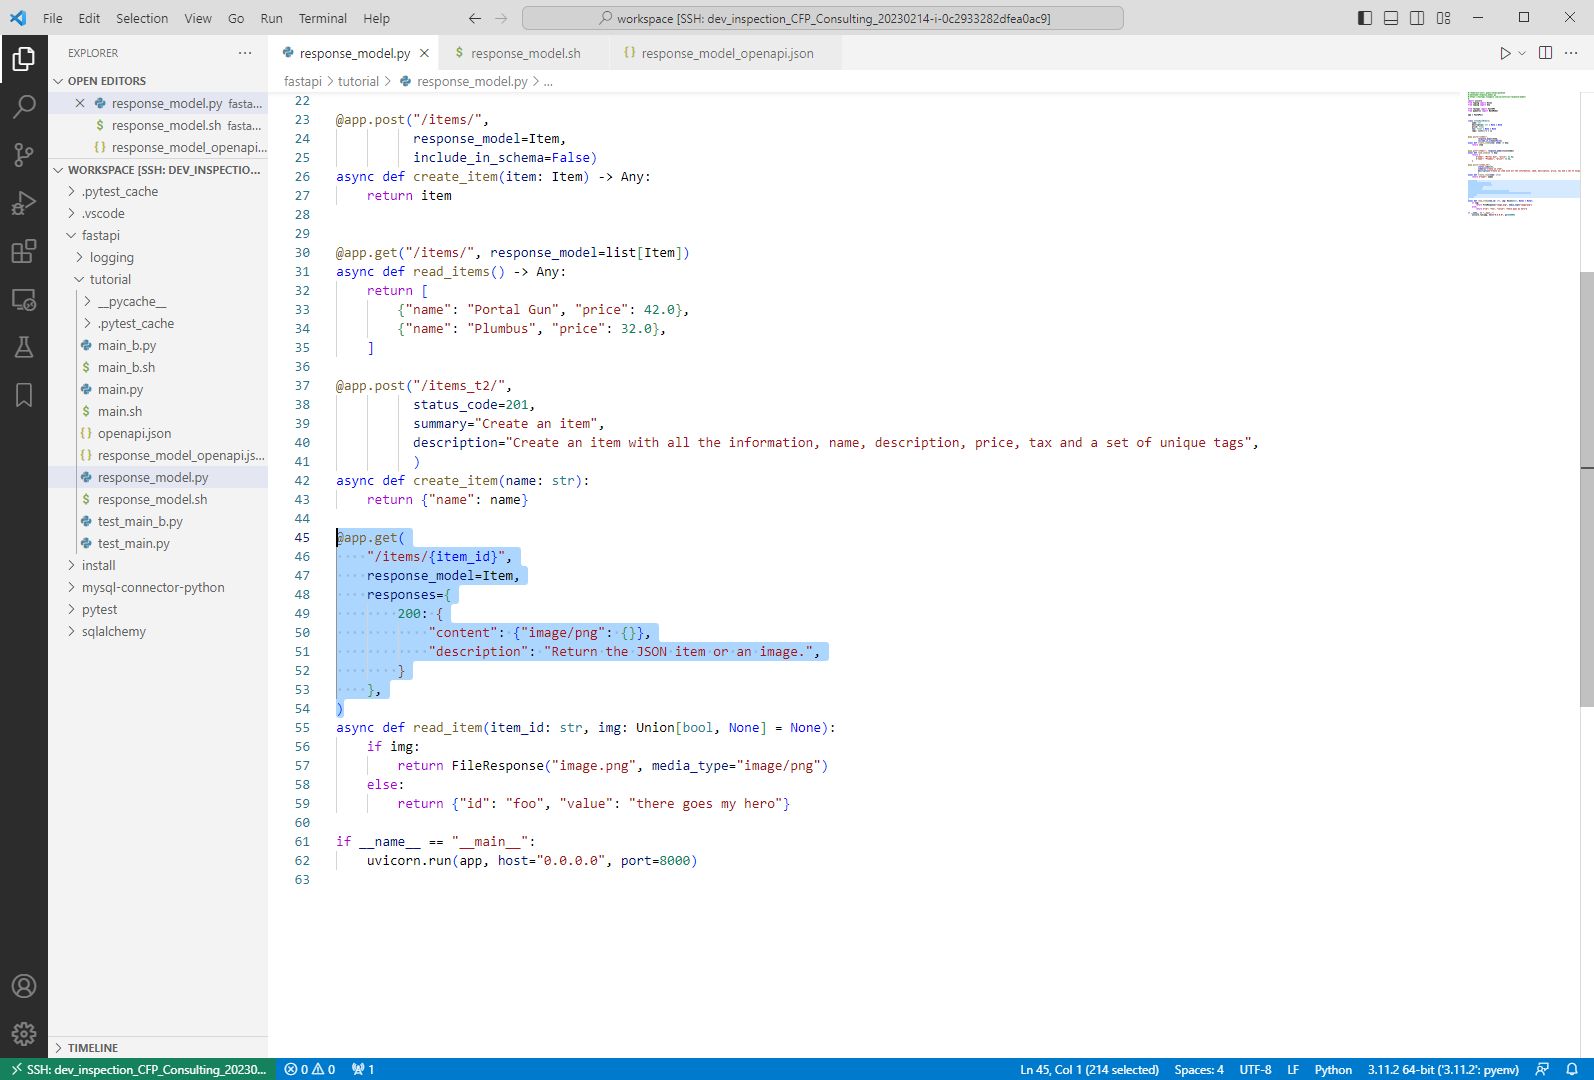 File Edit Selection View Go Run Terminal Help
workspace [SSH: dev_inspection_CFP_Consulting_20230214-i-0c2933282dfea0ac9]
EXPLORER
OPEN EDITORS
response_model.py fasta...
response_model.sh fasta...
response_model_openapi...
WORKSPACE [SSH: DEV_INSPECTIO...
.pytest_cache
.vscode
fastapi
logging
tutorial
__pycache__
.pytest_cache
main_b.py
main_b.sh
main.py
main.sh
openapi.json
response_model_openapi.js...
response_model.py
response_model.sh
test_main_b.py
test_main.py
install
mysql-connector-python
pytest
sqlalchemy
TIMELINE
response_model.py response_model.sh response_model_openapi.json
fastapi > tutorial > response_model.py > ...
22
23 @app.post("/items/",
24 response_model=Item,
25 include_in_schema=False)
26 async def create_item(item: Item) -> Any:
27 return item
28
29
30 @app.get("/items/", response_model=list[Item])
31 async def read_items() -> Any:
32 return [
33 {"name": "Portal Gun", "price": 42.0},
34 {"name": "Plumbus", "price": 32.0},
35 ]
36
37 @app.post("/items_t2/",
38 status_code=201,
39 summary="Create an item",
40 description="Create an item with all the information, name, description, price, tax and a set of unique tags",
41 )
42 async def create_item(name: str):
43 return {"name": name}
44
45 @app.get(
46 "/items/{item_id}",
47 response_model=Item,
48 responses={
49 200: {
50 "content": {"image/png": {}},
51 "description": "Return the JSON item or an image.",
52 }
53 },
54 )
55 async def read_item(item_id: str, img: Union[bool, None] = None):
56 if img:
57 return FileResponse("image.png", media_type="image/png")
58 else:
59 return {"id": "foo", "value": "there goes my hero"}
60
61 if __name__ == "__main__":
62 uvicorn.run(app, host="0.0.0.0", port=8000)
63
SSH: dev_inspection_CFP_Consulting_20230... 0 0 1 Ln 45, Col 1 (214 selected) Spaces: 4 UTF-8 LF Python 3.11.2 64-bit ('3.11.2': pyenv)